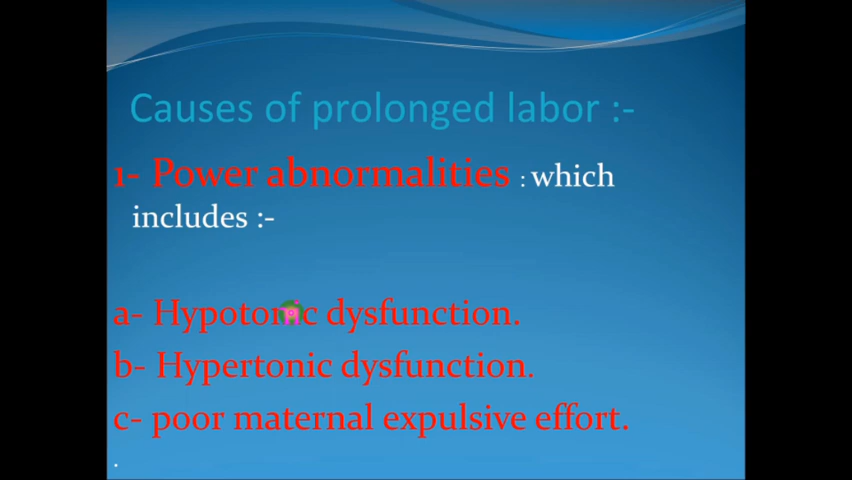 Causes of prolonged labor :-
1- Power abnormalities : which
includes :-
a- Hypotonic dysfunction.
b- Hypertonic dysfunction.
c- poor maternal expulsive effort.
.